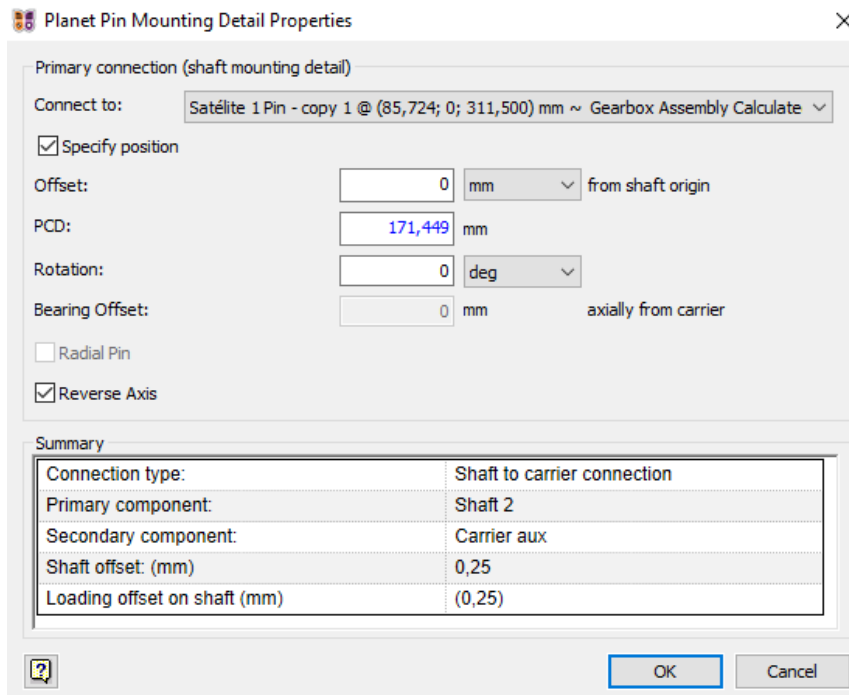 Planet Pin Mounting Detail Properties
Primary connection (shaft mounting detail)
Connect to: Satélite 1 Pin - copy 1 @ (85,724; 0; 311,500) mm ~ Gearbox Assembly Calculate
Specify position
Offset: 0 mm from shaft origin
PCD: 171,449 mm
Rotation: 0 deg
Bearing Offset: 0 mm axially from carrier
Radial Pin
Reverse Axis
Summary
Connection type: Shaft to carrier connection
Primary component: Shaft 2
Secondary component: Carrier aux
Shaft offset: (mm) 0,25
Loading offset on shaft (mm) (0,25)
? OK Cancel